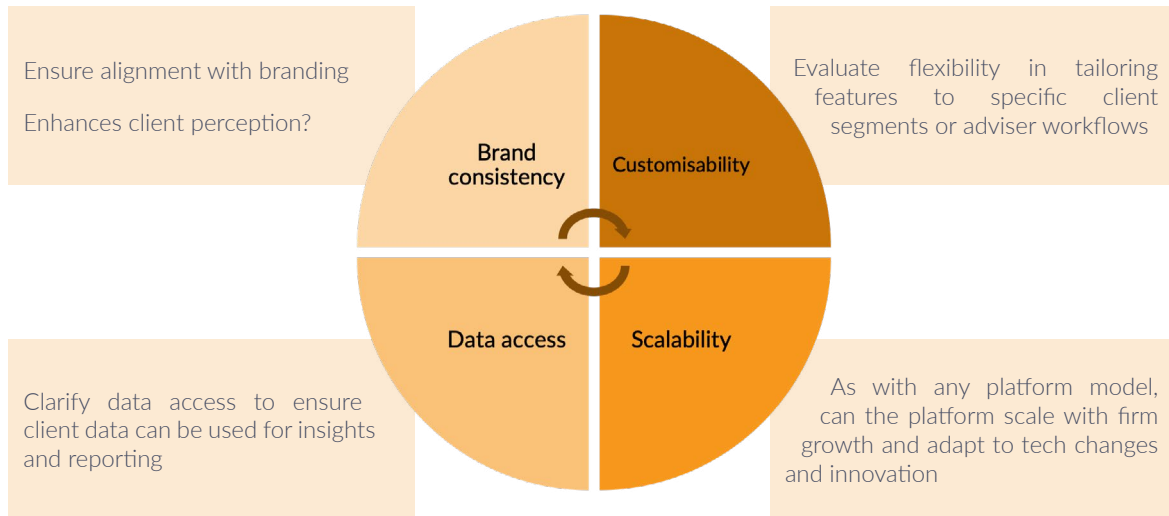 Ensure alignment with branding
Enhances client perception?
Brand
consistency
Customisability
Evaluate flexibility in tailoring
features to specific client
segments or adviser workflows
Data access
Scalability
Clarify data access to ensure
client data can be used for insights
and reporting
As with any platform model,
can the platform scale with firm
growth and adapt to tech changes
and innovation